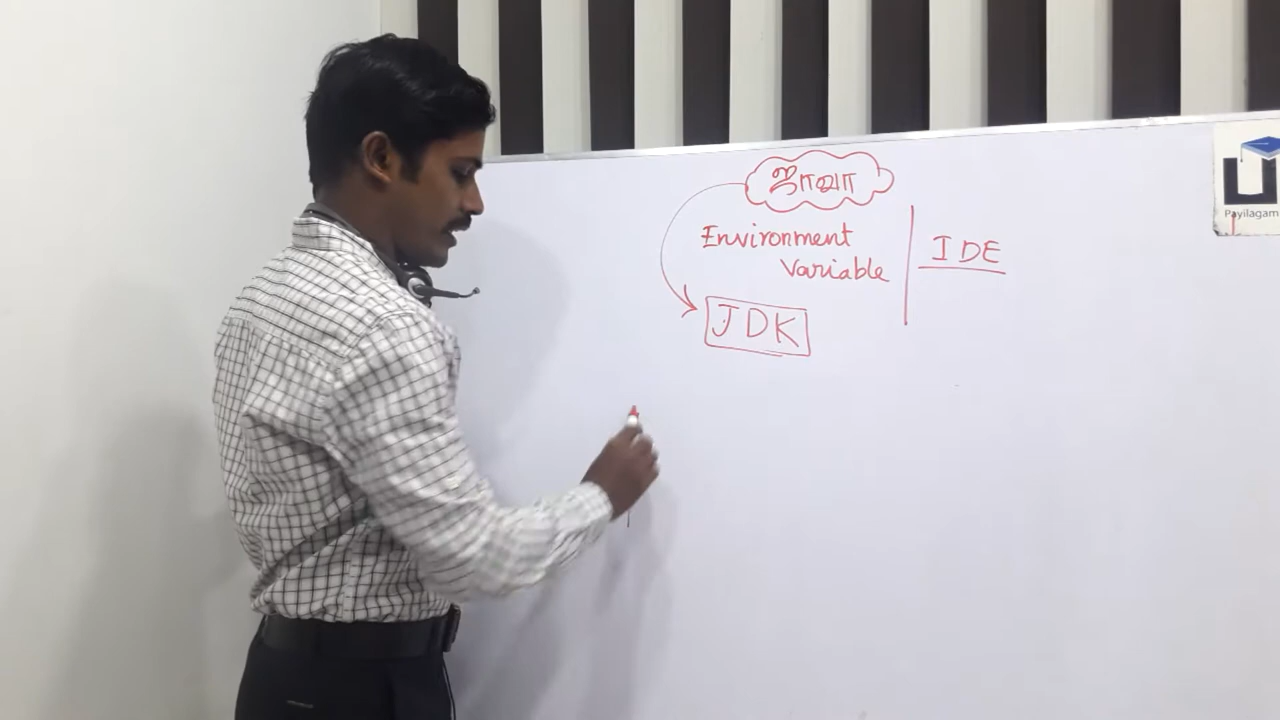 ஜாவா
Environment
Variable
IDE
JDK
Payilagam